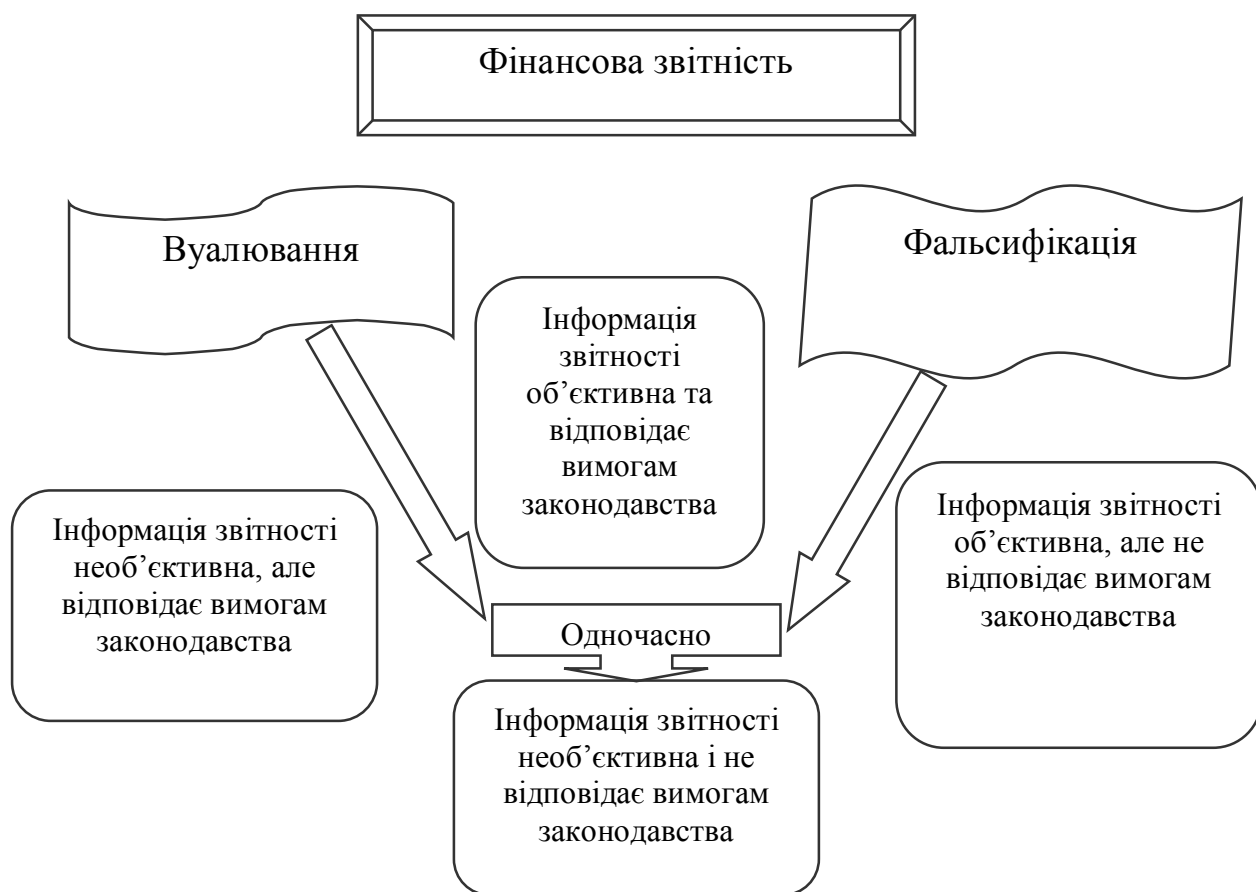 Фінансова звітність
Вуалювання
Фальсифікація
Інформація
звітності
об’єктивна та
відповідає
вимогам
законодавства
Інформація звітності
необ’єктивна, але
відповідає вимогам
законодавства
Інформація звітності
об’єктивна, але не
відповідає вимогам
законодавства
Одночасно
Інформація звітності
необ’єктивна і не
відповідає вимогам
законодавства